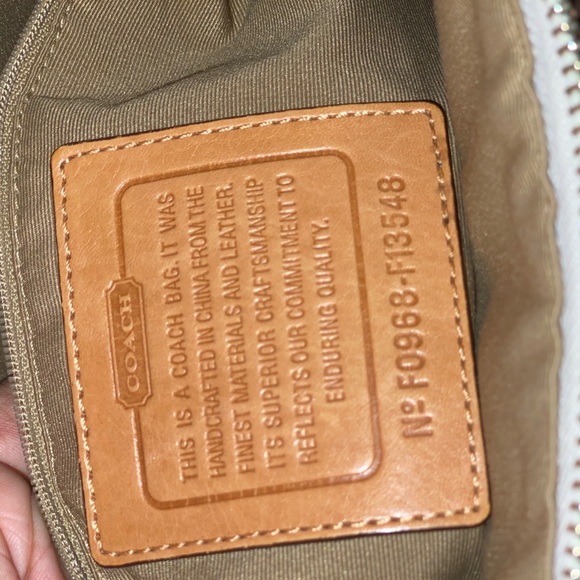 COACH
THIS IS A COACH BAG. IT WAS
HANDCRAFTED IN CHINA FROM THE
FINEST MATERIALS AND LEATHER.
ITS SUPERIOR CRAFTSMANSHIP
REFLECTS OUR COMMITMENT TO
ENDURING QUALITY.
Nº F0968-F13548